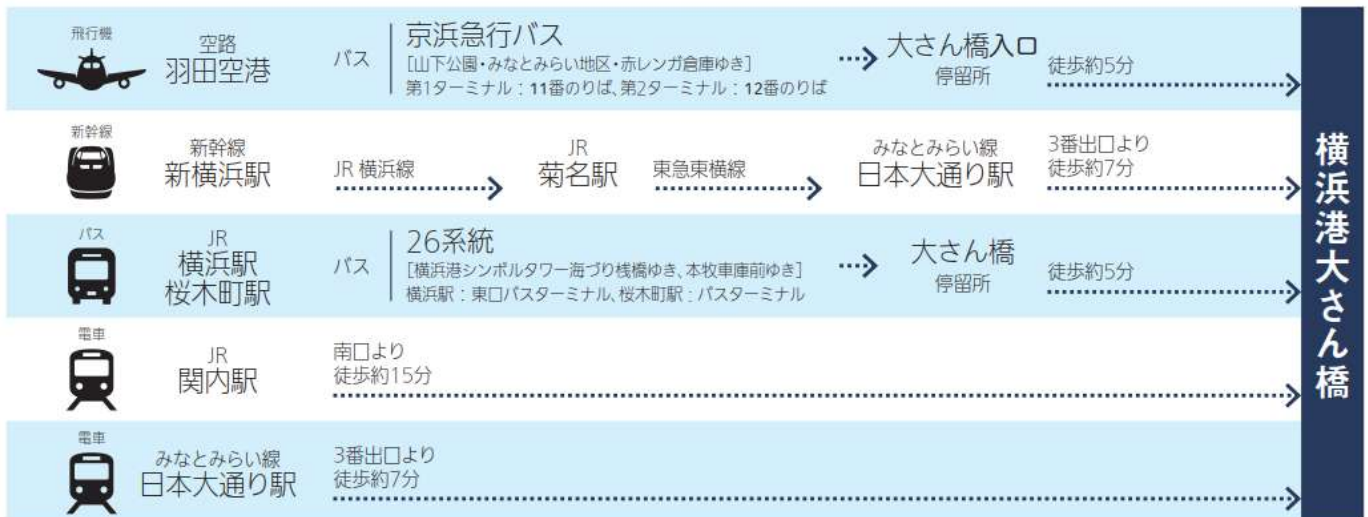 飛行機
空路
羽田空港
バス
京浜急行バス
[山下公園・みなとみらい地区・赤レンガ倉庫ゆき]
第1ターミナル：11番のりば、第2ターミナル：12番のりば
大さん橋入口
停留所
徒歩約5分
新幹線
新幹線
新横浜駅
JR 横浜線
JR
菊名駅
東急東横線
みなとみらい線
日本大通り駅
3番出口より
徒歩約7分
バス
JR
横浜駅
桜木町駅
バス
26系統
[横浜港シンボルタワー海づり桟橋ゆき、本牧車庫前ゆき]
横浜駅：東口バスターミナル、桜木町駅：バスターミナル
大さん橋
停留所
徒歩約5分
電車
JR
関内駅
南口より
徒歩約15分
電車
みなとみらい線
日本大通り駅
3番出口より
徒歩約7分
横浜港大さん橋